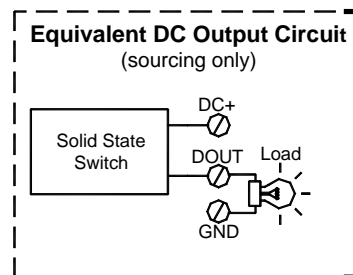 Equivalent DC Output Circuit
(sourcing only)
DC+
Solid State
Switch
DOUT
Load
GND